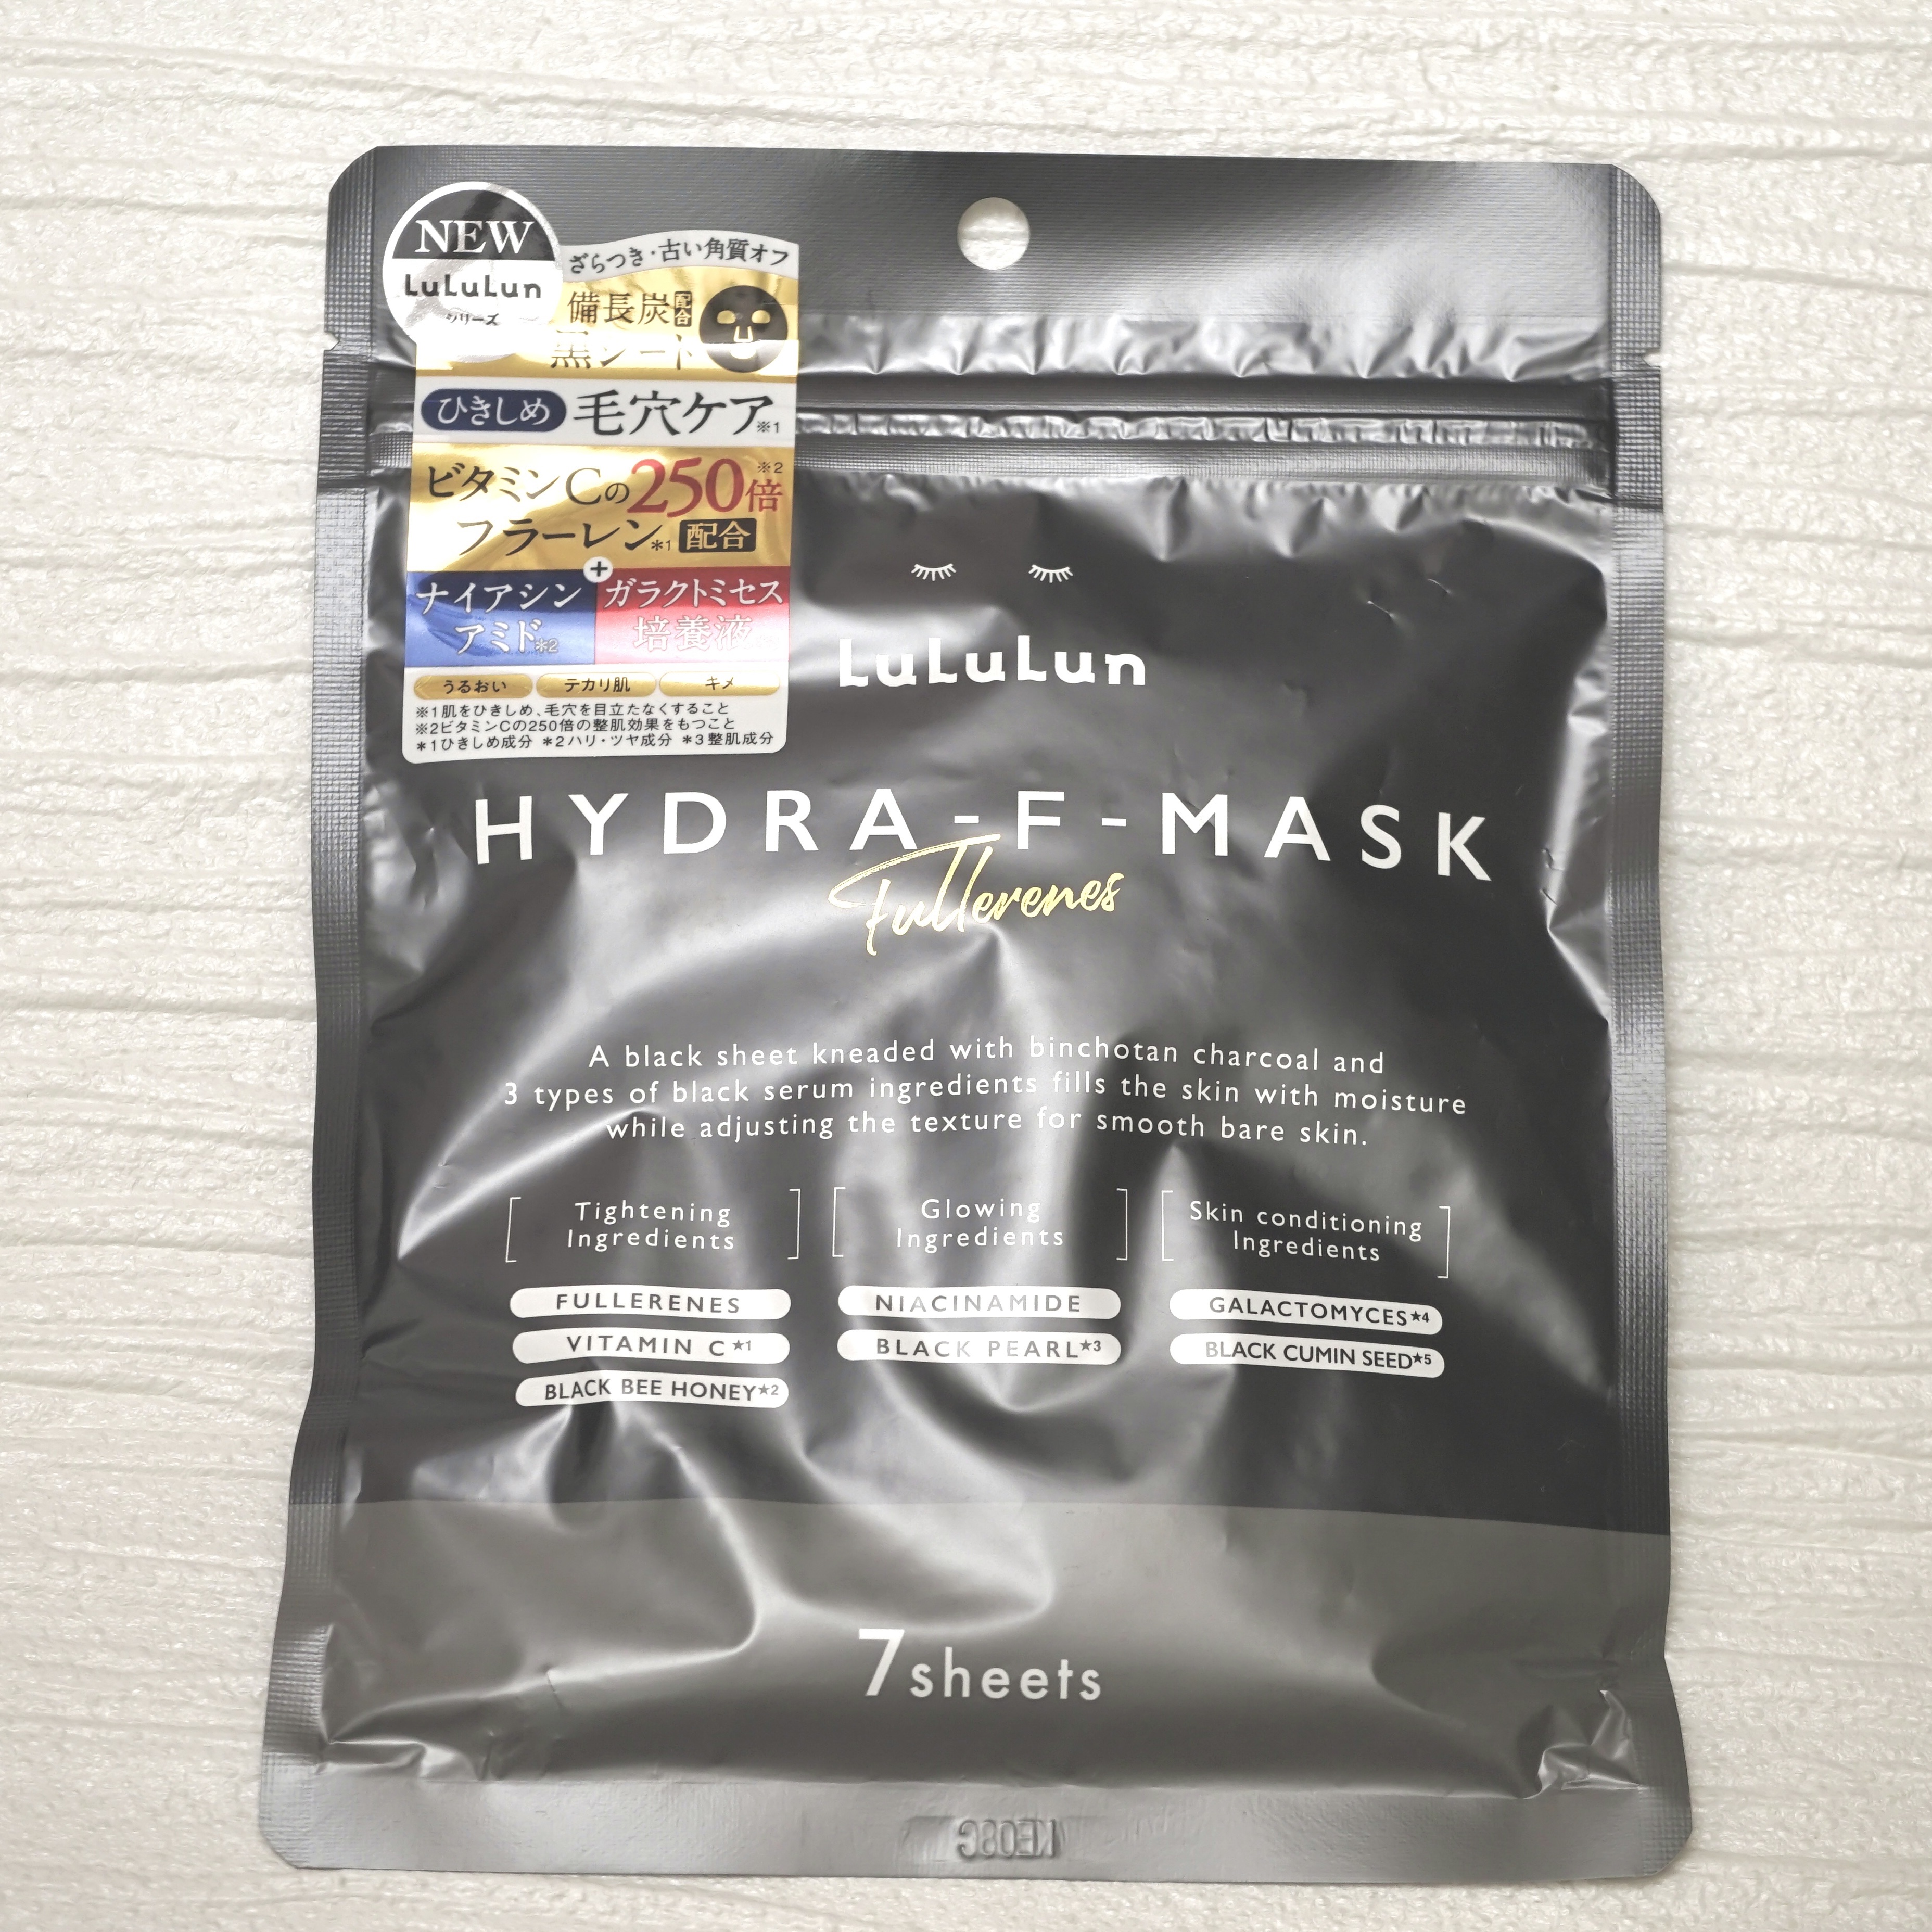 NEW
LuLuLun
シリーズ
ざらつき・古い角質オフ
備長炭配合
黒シート
ひきしめ 毛穴ケア※1
ビタミンCの250倍※2
フラーレン*1 配合
+
ナイアシンアミド*2
ガラクトミセス培養液
うるおい テカリ肌 キメ
※1肌をひきしめ、毛穴を目立たなくすること
※2ビタミンCの250倍の整肌効果をもつこと
*1ひきしめ成分 *2ハリ・ツヤ成分 *3整肌成分
LuLuLun
HYDRA-F-MASK
Fullerenes
A black sheet kneaded with binchotan charcoal and
3 types of black serum ingredients fills the skin with moisture
while adjusting the texture for smooth bare skin.
Tightening
Ingredients
FULLERENES
VITAMIN C★1
BLACK BEE HONEY★2
Glowing
Ingredients
NIACINAMIDE
BLACK PEARL★3
Skin conditioning
Ingredients
GALACTOMYCES★4
BLACK CUMIN SEED★5
7sheets
KE08G